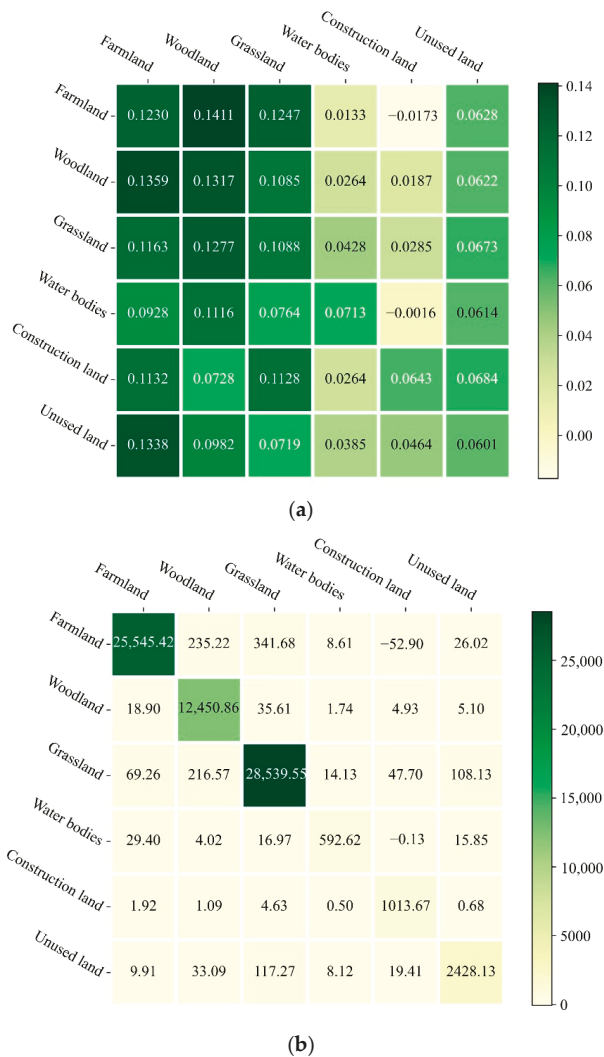 Farmland Woodland Grassland Water bodies Construction land Unused land
0.14
Farmland 0.1230 0.1411 0.1247 0.0133 −0.0173 0.0628
0.12
Woodland 0.1359 0.1317 0.1085 0.0264 0.0187 0.0622
0.10
Grassland 0.1163 0.1277 0.1088 0.0428 0.0285 0.0673
0.08
0.06
Water bodies 0.0928 0.1116 0.0764 0.0713 −0.0016 0.0614
0.04
Construction land 0.1132 0.0728 0.1128 0.0264 0.0643 0.0684
0.02
Unused land 0.1338 0.0982 0.0719 0.0385 0.0464 0.0601
0.00
(a)
Farmland Woodland Grassland Water bodies Construction land Unused land
Farmland 25,545.42 235.22 341.68 8.61 −52.90 26.02
25,000
Woodland 18.90 12,450.86 35.61 1.74 4.93 5.10
20,000
Grassland 69.26 216.57 28,539.55 14.13 47.70 108.13
15,000
Water bodies 29.40 4.02 16.97 592.62 −0.13 15.85
10,000
Construction land 1.92 1.09 4.63 0.50 1013.67 0.68
5000
Unused land 9.91 33.09 117.27 8.12 19.41 2428.13
0
(b)